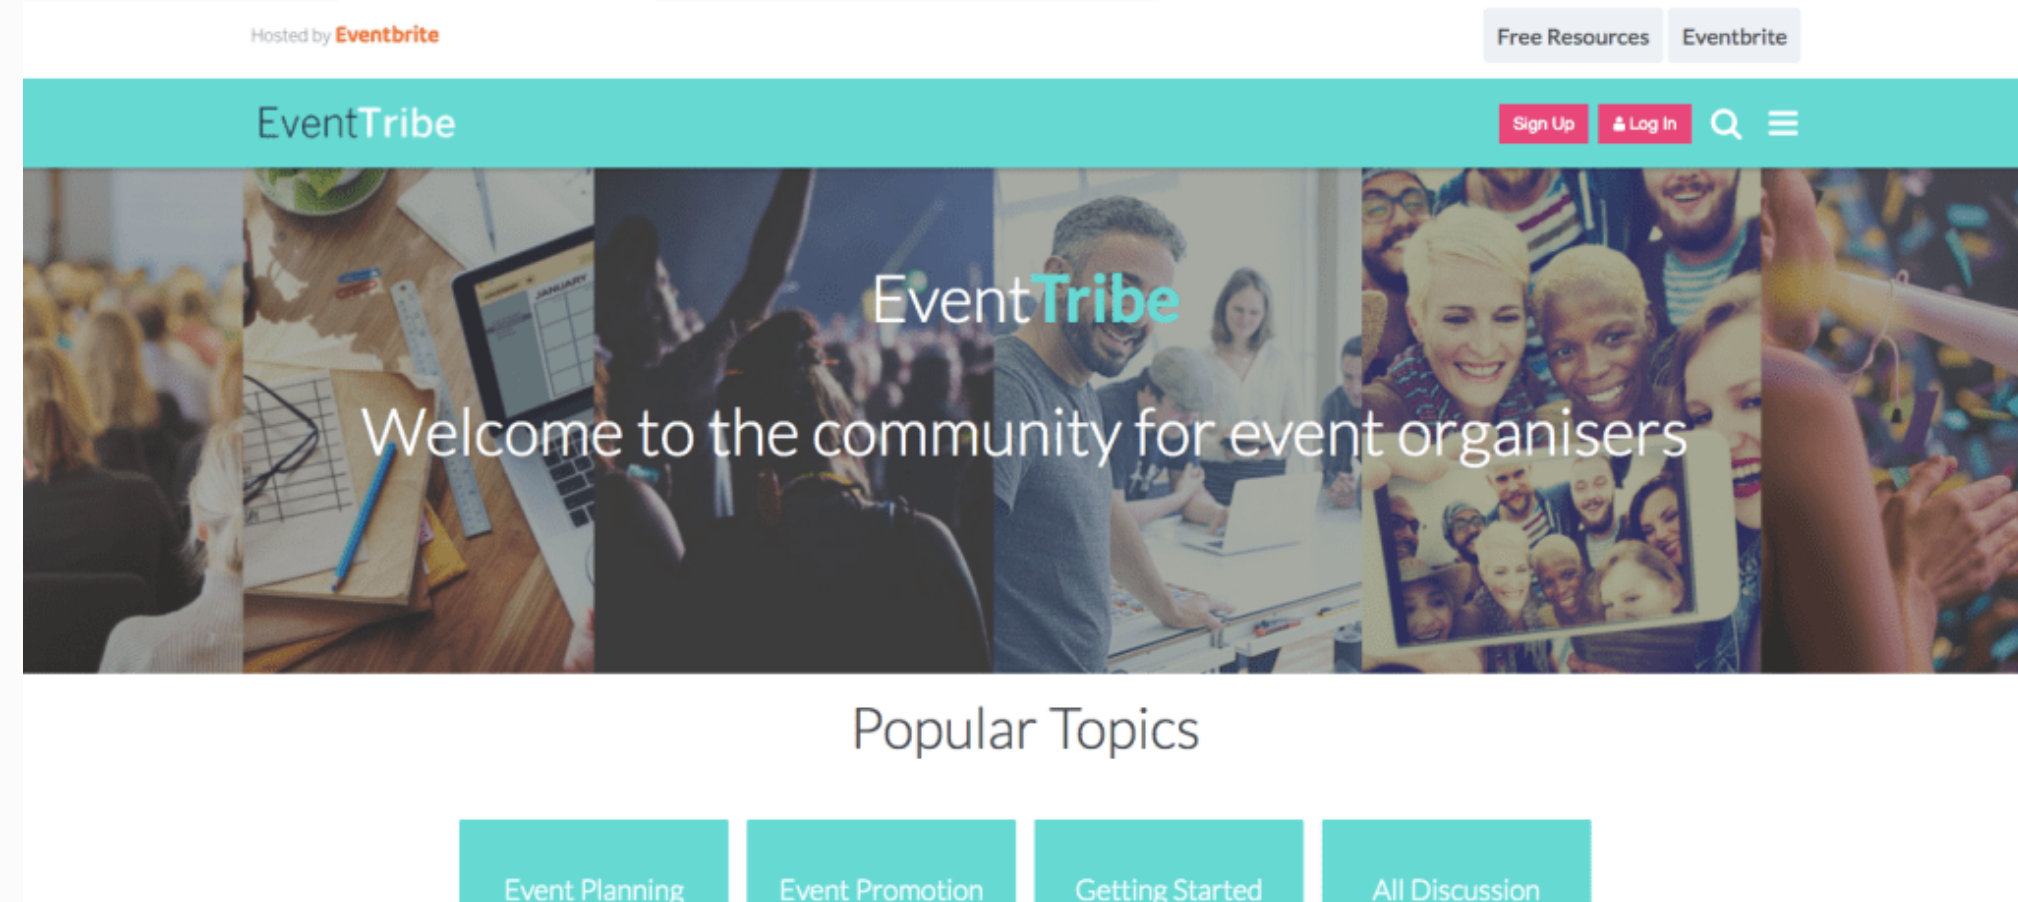 Hosted by Eventbrite
Free Resources Eventbrite
EventTribe
Sign Up Log In
JANUARY
EventTribe
Welcome to the community for event organisers
Popular Topics
Event Planning Event Promotion Getting Started All Discussion